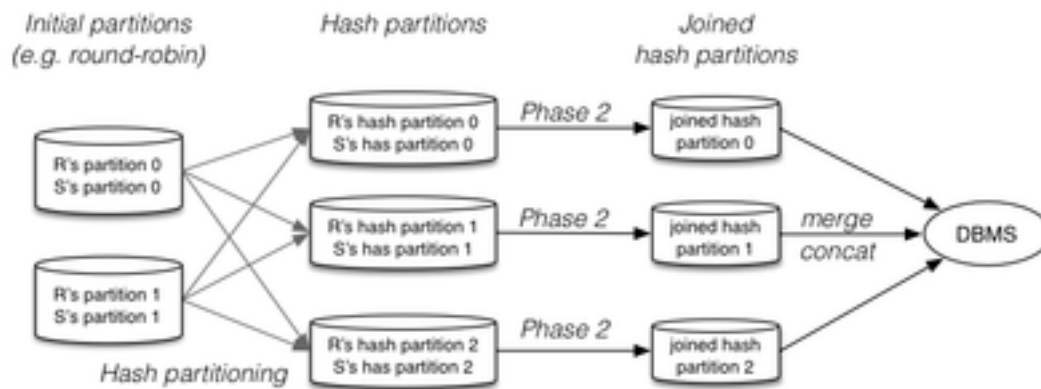 Initial partitions
(e.g. round-robin)
Hash partitions
Joined
hash partitions
R's partition 0
S's partition 0
R's partition 1
S's partition 1
Hash partitioning
R's hash partition 0
S's has partition 0
Phase 2
joined hash
partition 0
R's hash partition 1
S's has partition 1
Phase 2
joined hash
partition 1
merge
concat
DBMS
R's hash partition 2
S's has partition 2
Phase 2
joined hash
partition 2